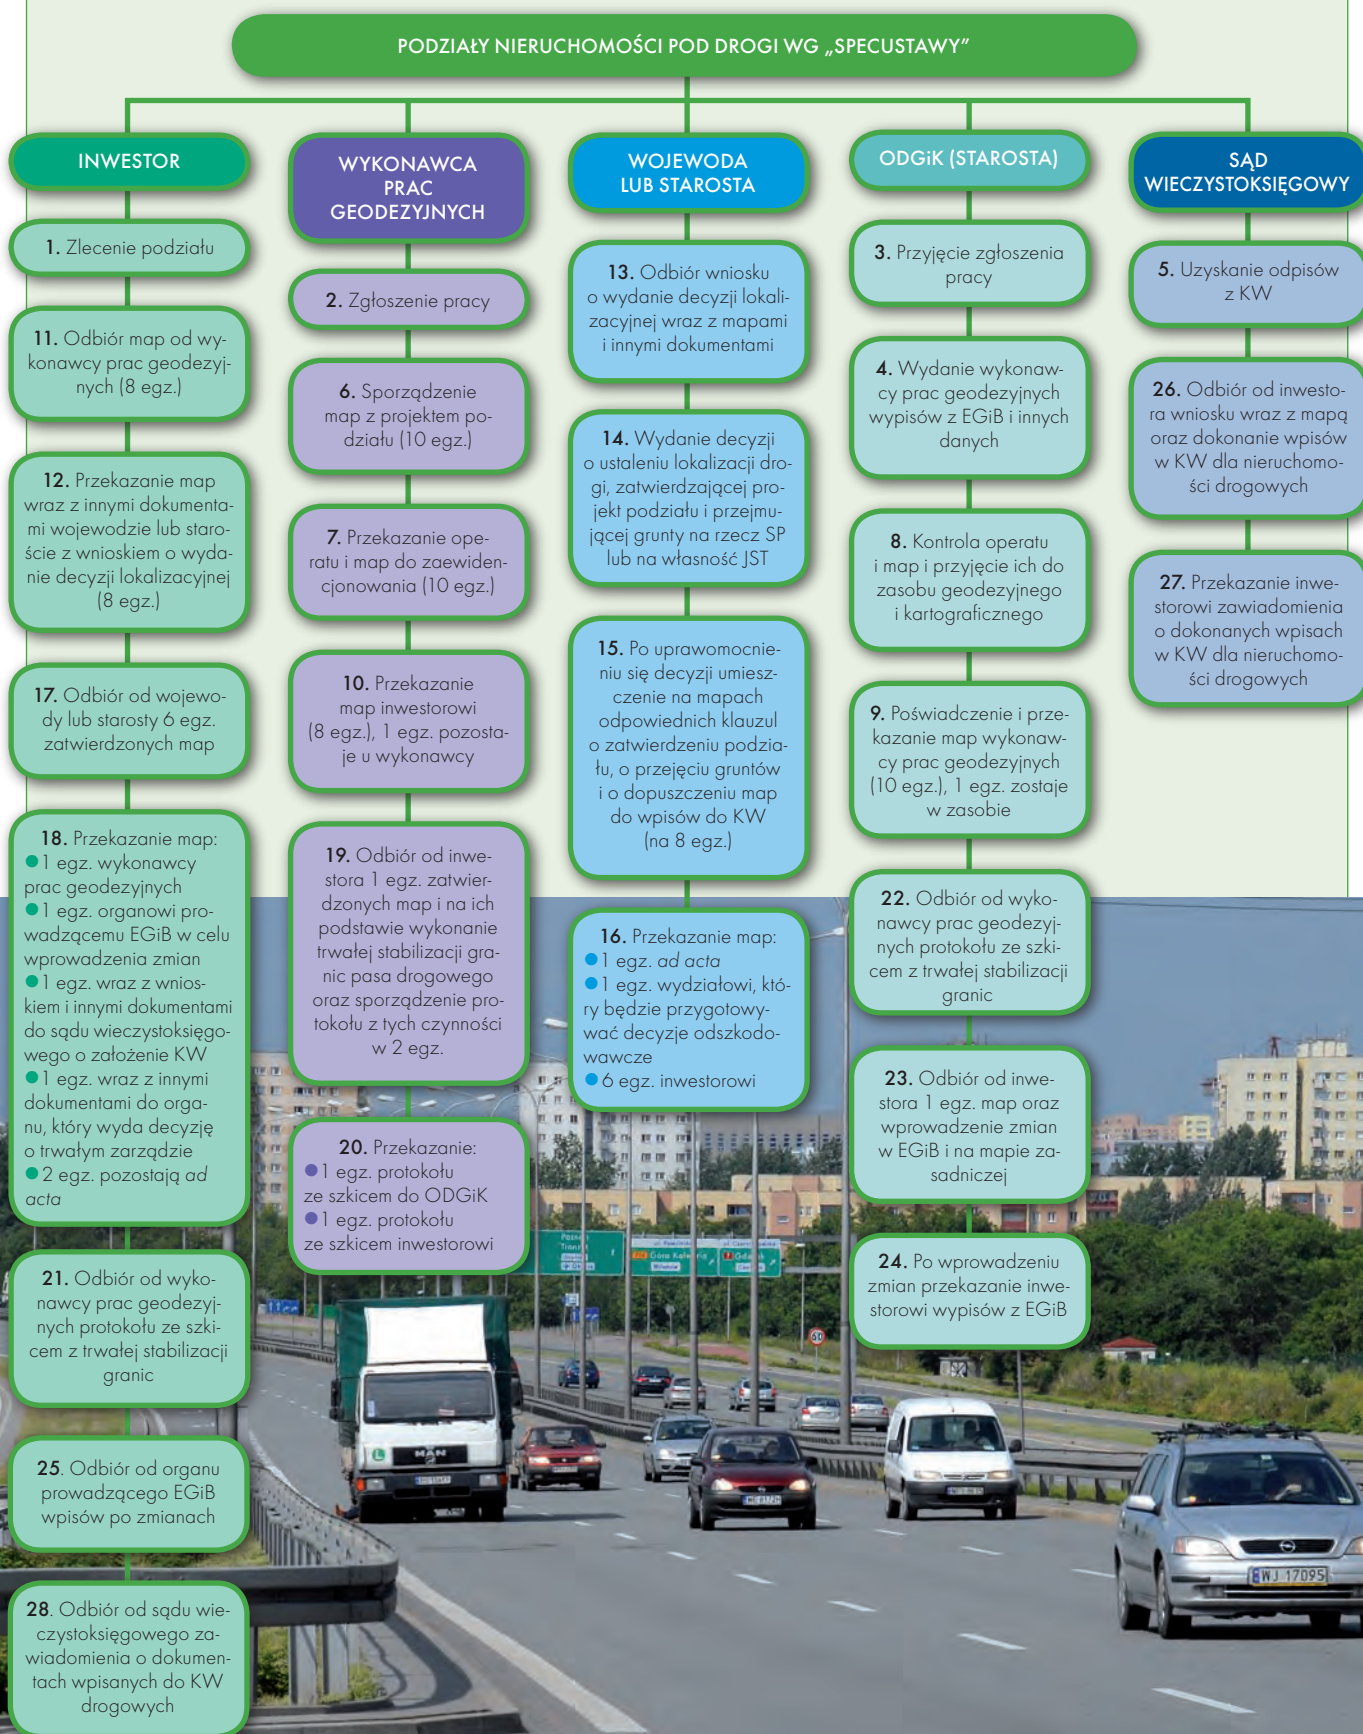 PODZIAŁY NIERUCHOMOŚCI POD DROGI WG „SPECUSTAWY”
INWESTOR
1. Zlecenie podziału
11. Odbiór map od wy-
konawcy prac geodezyj-
nych (8 egz.)
12. Przekazanie map
wraz z innymi dokumenta-
mi wojewodzie lub staro-
ście z wnioskiem o wyda-
nie decyzji lokalizacyjnej
(8 egz.)
17. Odbiór od wojewo-
dy lub starosty 6 egz.
zatwierdzonych map
18. Przekazanie map:
● 1 egz. wykonawcy
prac geodezyjnych
● 1 egz. organowi pro-
wadzącemu EGiB w celu
wprowadzenia zmian
● 1 egz. wraz z wnios-
kiem i innymi dokumentami
do sądu wieczystoksięgo-
wego o założenie KW
● 1 egz. wraz z innymi
dokumentami do orga-
nu, który wyda decyzję
o trwałym zarządzie
● 2 egz. pozostają ad
acta
21. Odbiór od wyko-
nawcy prac geodezyj-
nych protokołu ze szki-
cem z trwałej stabilizacji
granic
25. Odbiór od organu
prowadzącego EGiB
wpisów po zmianach
28. Odbiór od sądu wie-
czystoksięgowego za-
wiadomienia o dokumen-
tach wpisanych do KW
drogowych
WYKONAWCA
PRAC
GEODEZYJNYCH
2. Zgłoszenie pracy
6. Sporządzenie
map z projektem po-
działu (10 egz.)
7. Przekazanie ope-
ratu i map do zaewiden-
cjonowania (10 egz.)
10. Przekazanie
map inwestorowi
(8 egz.), 1 egz. pozosta-
je u wykonawcy
19. Odbiór od inwe-
stora 1 egz. zatwier-
dzonych map i na ich
podstawie wykonanie
trwałej stabilizacji gra-
nic pasa drogowego
oraz sporządzenie pro-
tokołu z tych czynności
w 2 egz.
20. Przekazanie:
● 1 egz. protokołu
ze szkicem do ODGiK
● 1 egz. protokołu
ze szkicem inwestorowi
WOJEWODA
LUB STAROSTA
13. Odbiór wniosku
o wydanie decyzji lokali-
zacyjnej wraz z mapami
i innymi dokumentami
14. Wydanie decyzji
o ustaleniu lokalizacji dro-
gi, zatwierdzającej pro-
jekt podziału i przejmu-
jącej grunty na rzecz SP
lub na własność JST
15. Po uprawomocnie-
niu się decyzji umiesz-
czenie na mapach
odpowiednich klauzul
o zatwierdzeniu podzia-
łu, o przejęciu gruntów
i o dopuszczeniu map
do wpisów do KW
(na 8 egz.)
16. Przekazanie map:
● 1 egz. ad acta
● 1 egz. wydziałowi, któ-
ry będzie przygotowy-
wać decyzje odszkodo-
wawcze
● 6 egz. inwestorowi
ODGiK (STAROSTA)
3. Przyjęcie zgłoszenia
pracy
4. Wydanie wykonaw-
cy prac geodezyjnych
wypisów z EGiB i innych
danych
8. Kontrola operatu
i map i przyjęcie ich do
zasobu geodezyjnego
i kartograficznego
9. Poświadczenie i prze-
kazanie map wykonaw-
cy prac geodezyjnych
(10 egz.), 1 egz. zostaje
w zasobie
22. Odbiór od wyko-
nawcy prac geodezyj-
nych protokołu ze szki-
cem z trwałej stabilizacji
granic
23. Odbiór od inwe-
stora 1 egz. map oraz
wprowadzenie zmian
w EGiB i na mapie za-
sadniczej
24. Po wprowadzeniu
zmian przekazanie inwe-
storowi wypisów z EGiB
SĄD
WIECZYSTOKSIĘGOWY
5. Uzyskanie odpisów
z KW
26. Odbiór od inwesto-
ra wniosku wraz z mapą
oraz dokonanie wpisów
w KW dla nieruchomo-
ści drogowych
27. Przekazanie inwe-
storowi zawiadomienia
o dokonanych wpisach
w KW dla nieruchomo-
ści drogowych
Góra Kalwaria
Gdańsk
60
L
MAN
WJ 17095